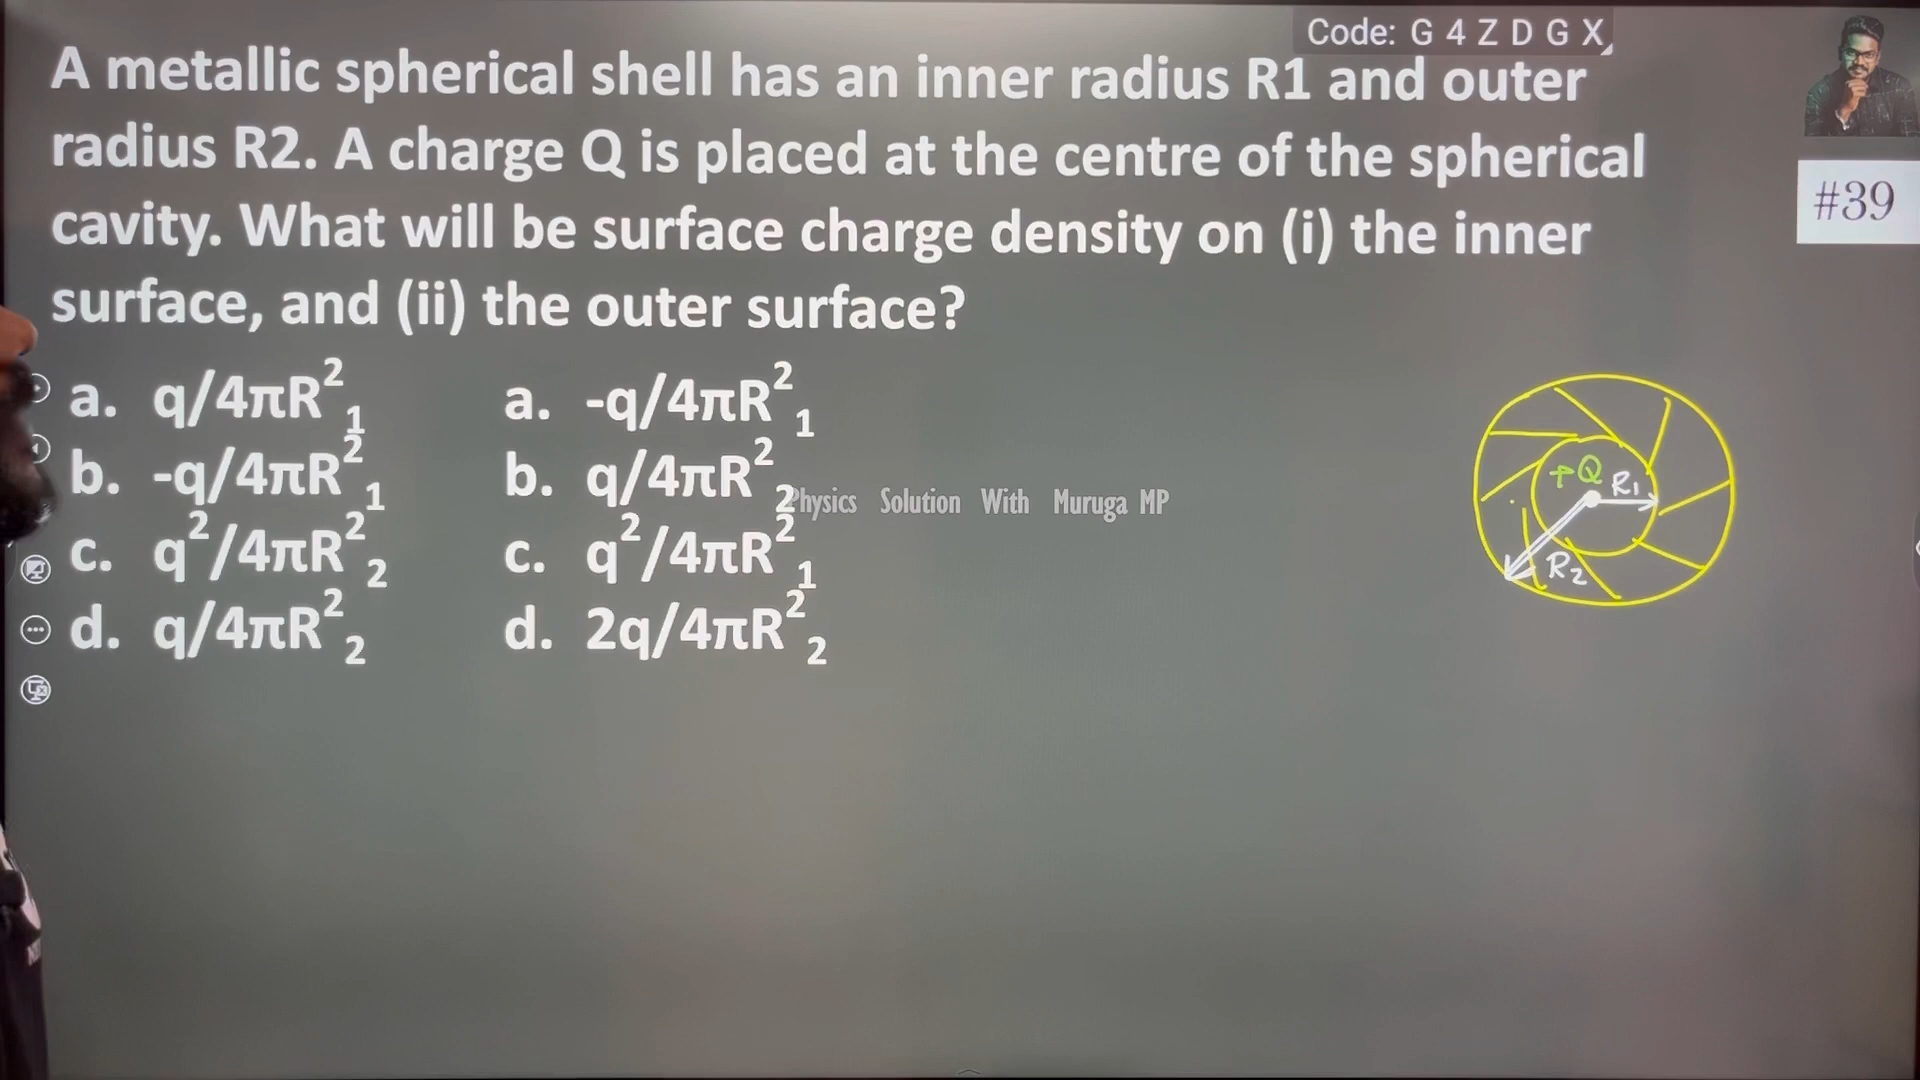 Code: G 4 Z D G X
A metallic spherical shell has an inner radius R1 and outer
radius R2. A charge Q is placed at the centre of the spherical
cavity. What will be surface charge density on (i) the inner
surface, and (ii) the outer surface?
#39
a. q/4πR²₁
b. -q/4πR²₁
c. q²/4πR²₂
d. q/4πR²₂
a. -q/4πR²₁
b. q/4πR²₂
c. q²/4πR²₁
d. 2q/4πR²₂
Physics Solution With Muruga MP
+Q
R₁
R₂